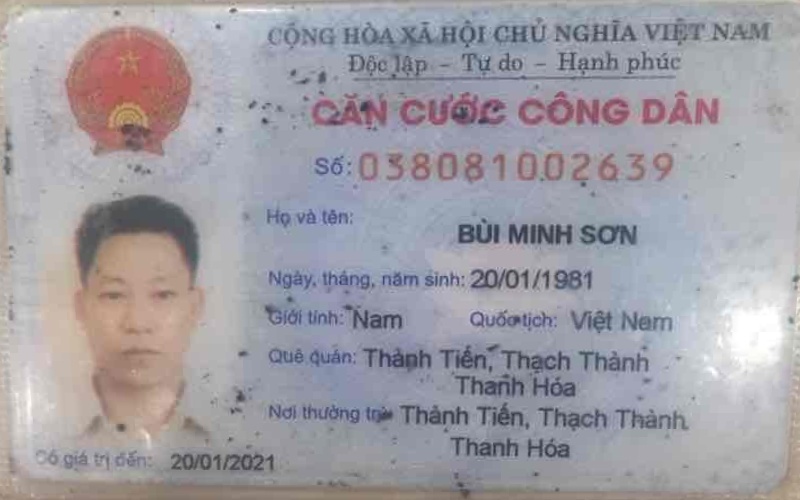 CỘNG HÒA XÃ HỘI CHỦ NGHĨA VIỆT NAM
Độc lập - Tự do - Hạnh phúc
CĂN CƯỚC CÔNG DÂN
Số: 038081002639
Họ và tên:
BÙI MINH SƠN
Ngày, tháng, năm sinh: 20/01/1981
Giới tính: Nam Quốc tịch: Việt Nam
Quê quán: Thành Tiến, Thạch Thành
Thanh Hóa
Nơi thường trú: Thành Tiến, Thạch Thành
Thanh Hóa
Có giá trị đến: 20/01/2021